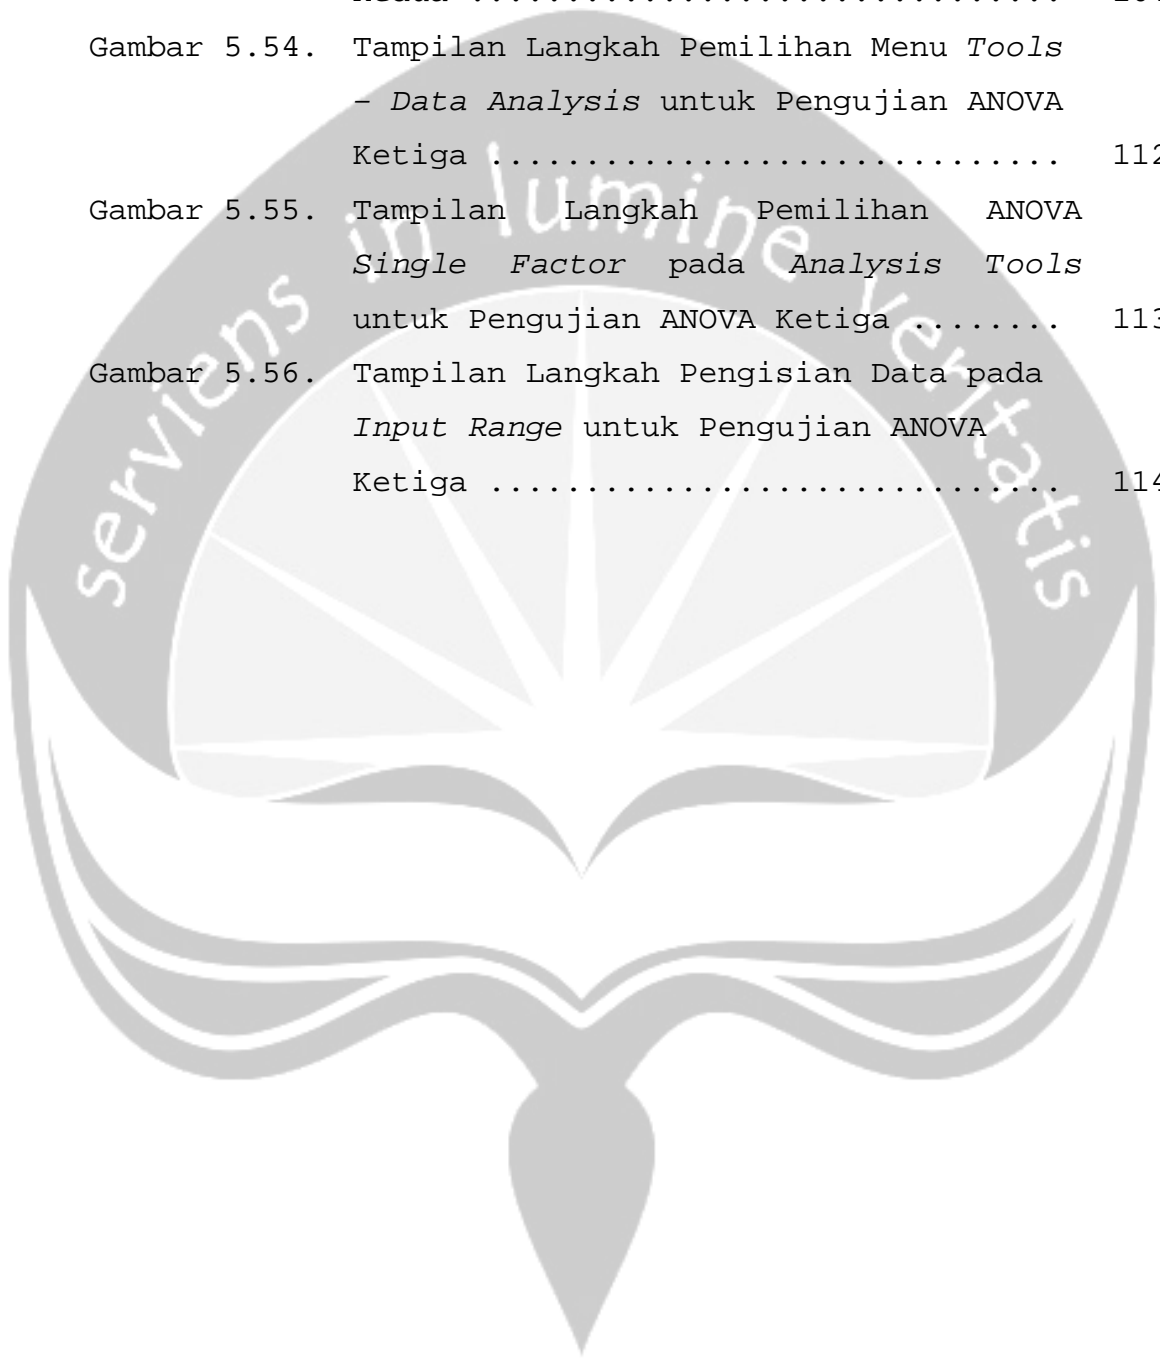 Gambar 5.54. Tampilan Langkah Pemilihan Menu Tools
– Data Analysis untuk Pengujian ANOVA
Ketiga .............................. 112
Gambar 5.55. Tampilan Langkah Pemilihan ANOVA
Single Factor pada Analysis Tools
untuk Pengujian ANOVA Ketiga ........ 113
Gambar 5.56. Tampilan Langkah Pengisian Data pada
Input Range untuk Pengujian ANOVA
Ketiga .............................. 114
serviens in lumine veritatis